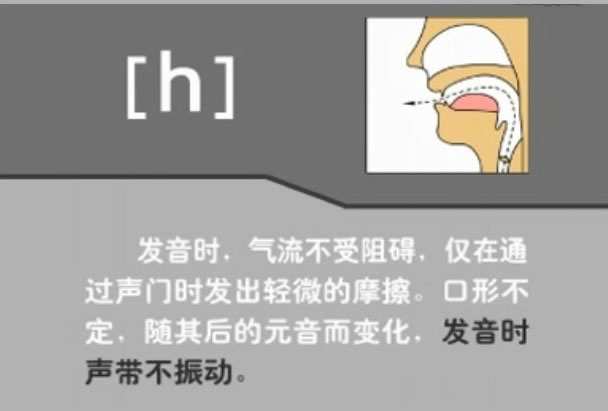 [h]
发音时，气流不受阻碍，仅在通
过声门时发出轻微的摩擦。口形不
定，随其后的元音而变化，发音时
声带不振动。